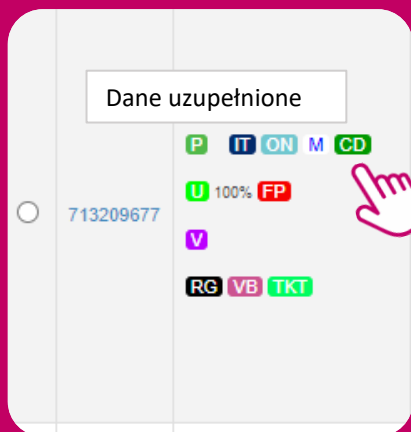 Dane uzupełnione
P IT ON M CD
U 100% FP
713209677
V
RG VB TKT